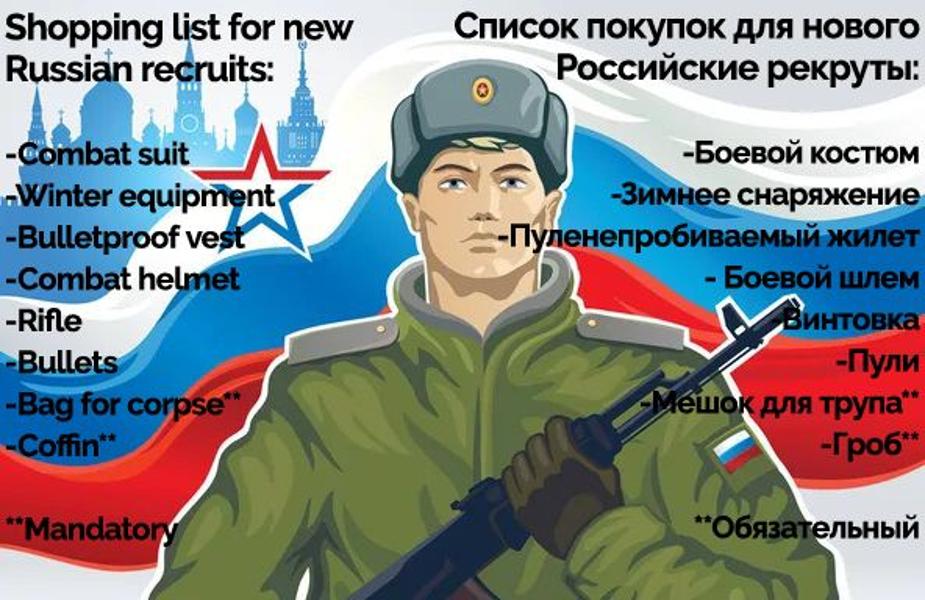 Shopping list for new
Russian recruits:
-Combat suit
-Winter equipment
-Bulletproof vest
-Combat helmet
-Rifle
-Bullets
-Bag for corpse**
-Coffin**
**Mandatory
Список покупок для нового
Российские рекруты:
-Боевой костюм
-Зимнее снаряжение
-Пуленепробиваемый жилет
- Боевой шлем
-Винтовка
-Пули
-Мешок для трупа**
-Гроб**
**Обязательный